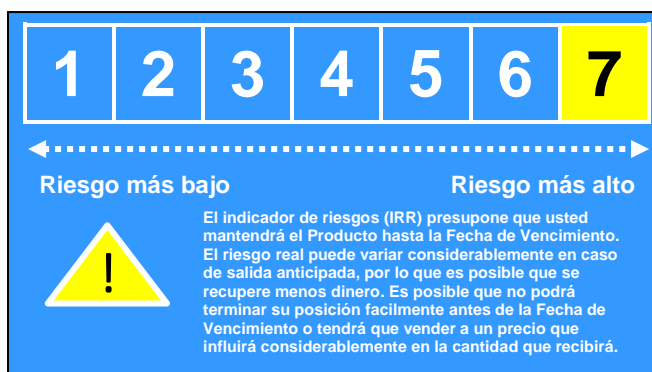 1 2 3 4 5 6 7
Riesgo más bajo Riesgo más alto
!
El indicador de riesgos (IRR) presupone que usted
mantendrá el Producto hasta la Fecha de Vencimiento.
El riesgo real puede variar considerablemente en caso
de salida anticipada, por lo que es posible que se
recupere menos dinero. Es posible que no podrá
terminar su posición facilmente antes de la Fecha de
Vencimiento o tendrá que vender a un precio que
influirá considerablemente en la cantidad que recibirá.